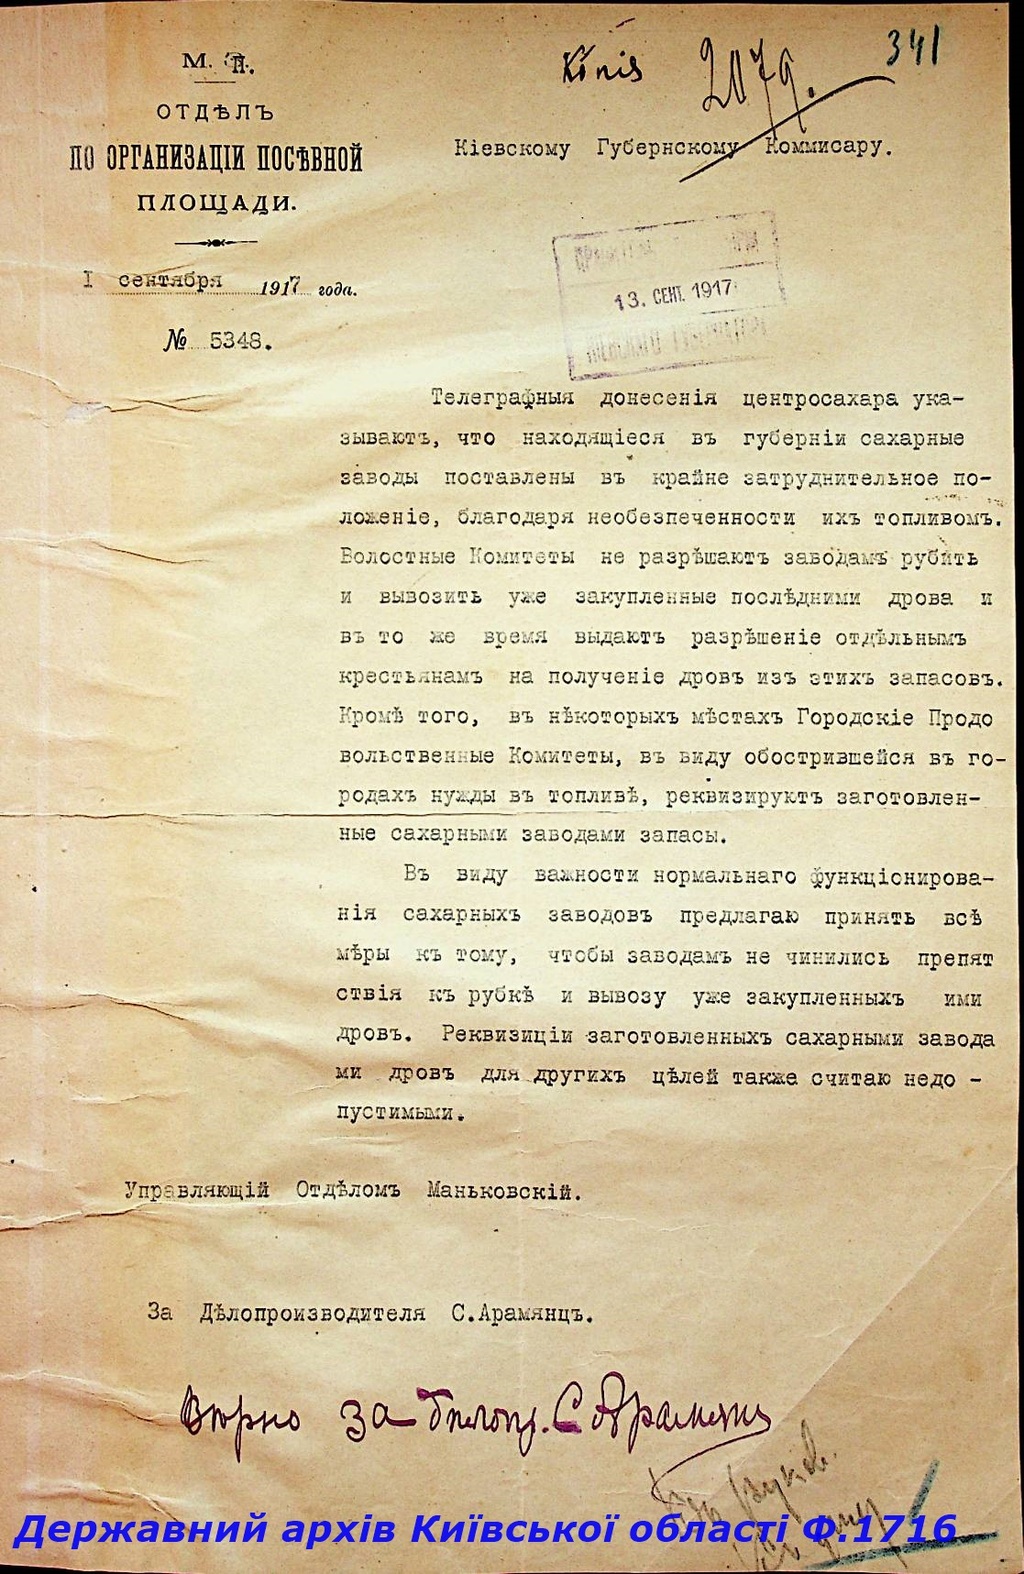 341
Копія
2079.
М. П.
ОТДѢЛЪ
ПО ОРГАНИЗАЦІИ ПОСѢВНОЙ
ПЛОЩАДИ.
Кіевскому Губернскому Коммисару.
I сентября 1917 года.
№ 5348.
13. СЕН. 1917
Телеграфныя донесенія центросахара ука-
зываютъ, что находящіеся въ губерніи сахарные
заводы поставлены въ крайне затруднительное по-
ложеніе, благодаря необезпеченности ихъ топливомъ.
Волостные Комитеты не разрѣшаютъ заводамъ рубить
и вывозить уже закупленные послѣдними дрова и
въ то же время выдаютъ разрѣшеніе отдѣльнымъ
крестьянамъ на полученіе дровъ изъ этихъ запасовъ.
Кромѣ того, въ нѣкоторыхъ мѣстахъ Городскіе Продо
вольственные Комитеты, въ виду обострившейся въ го-
родахъ нужды въ топливѣ, реквизируютъ заготовлен-
ные сахарными заводами запасы.
Въ виду важности нормальнаго функціонирова-
нія сахарныхъ заводовъ предлагаю принять всѣ
мѣры къ тому, чтобы заводамъ не чинились препят
ствія къ рубкѣ и вывозу уже закупленныхъ ими
дровъ. Реквизиціи заготовленныхъ сахарными завода
ми дровъ для другихъ цѣлей также считаю недо -
пустимыми.
Управляющій Отдѣломъ Маньковскій.
За Дѣлопроизводителя С.Арамянцъ.
Вѣрно За дѣлопр. С Арамянц
Державний архів Київської області Ф.1716